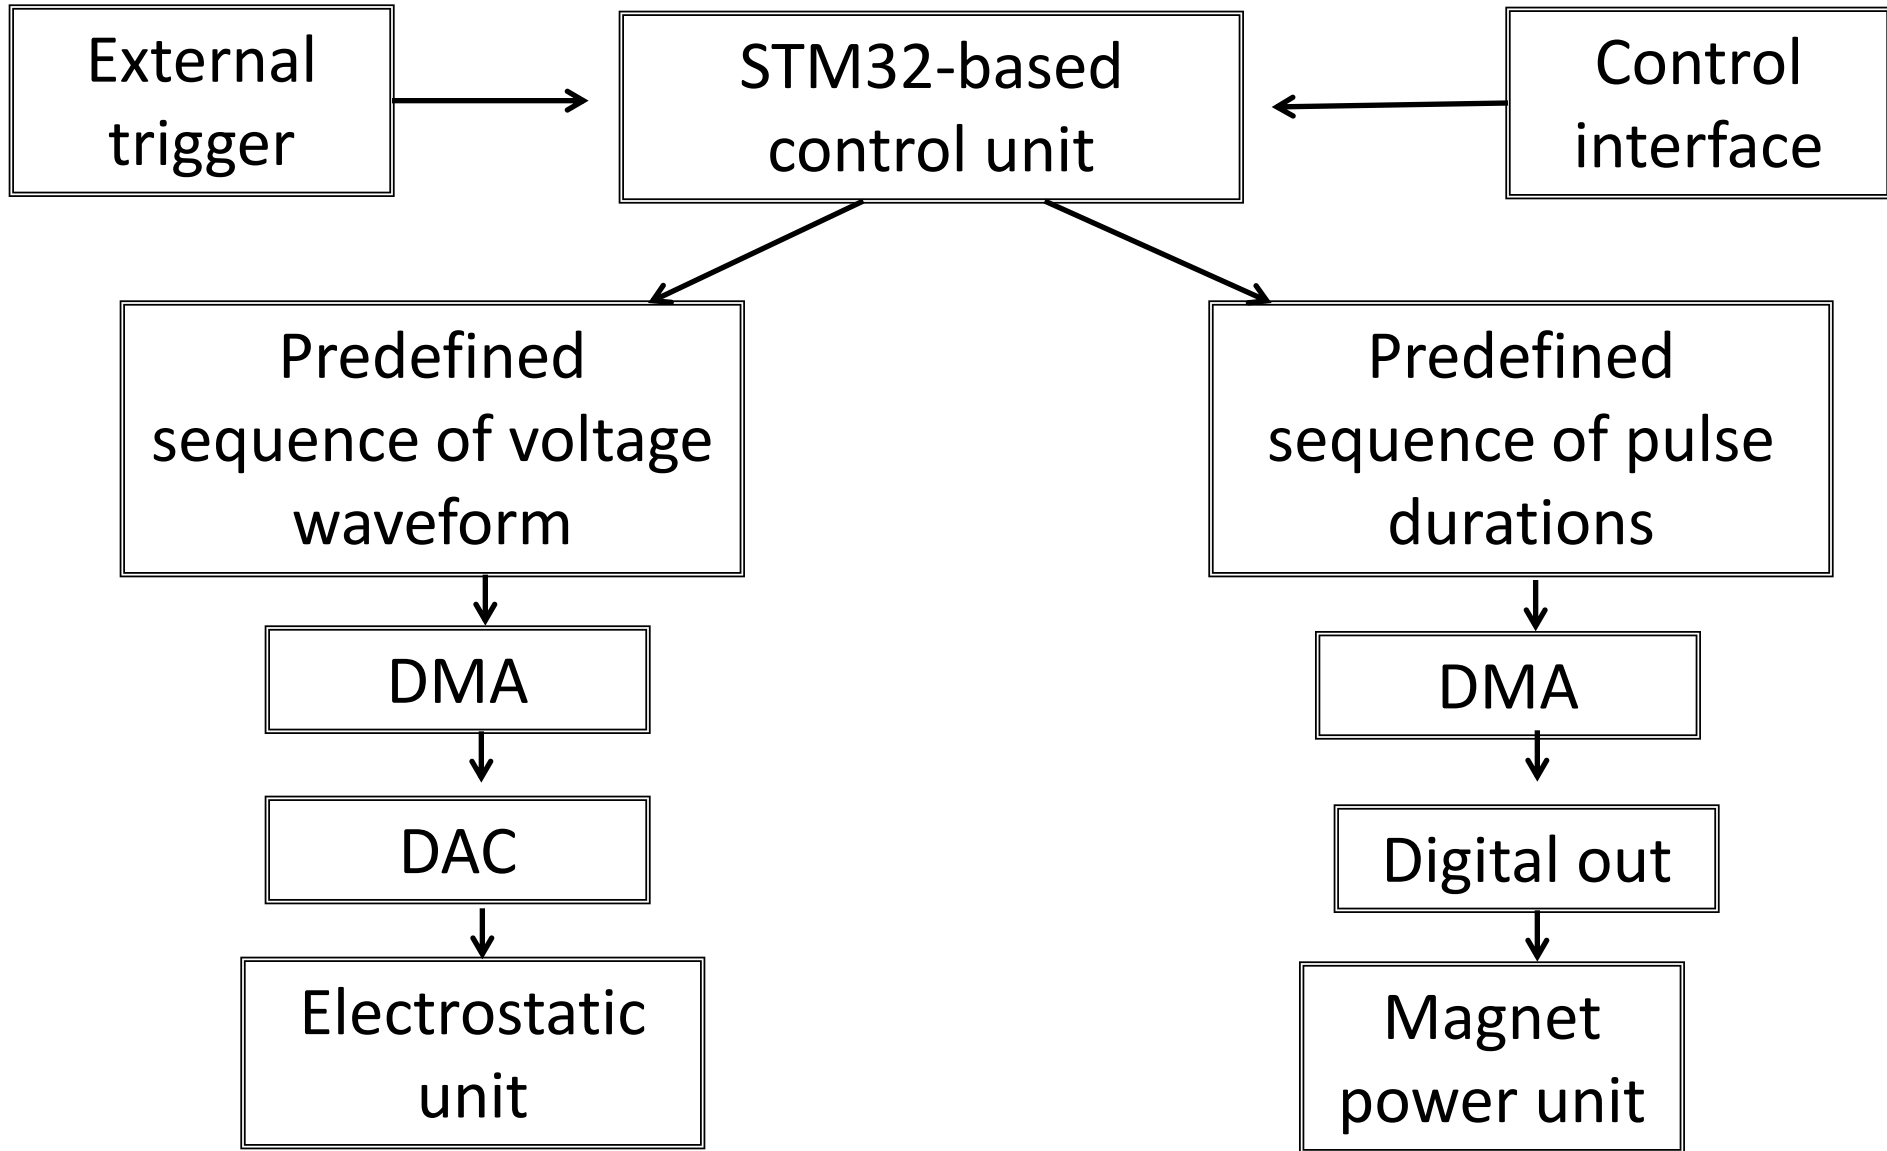 External
trigger
STM32-based
control unit
Control
interface
Predefined
sequence of voltage
waveform
Predefined
sequence of pulse
durations
DMA
DMA
DAC
Digital out
Electrostatic
unit
Magnet
power unit